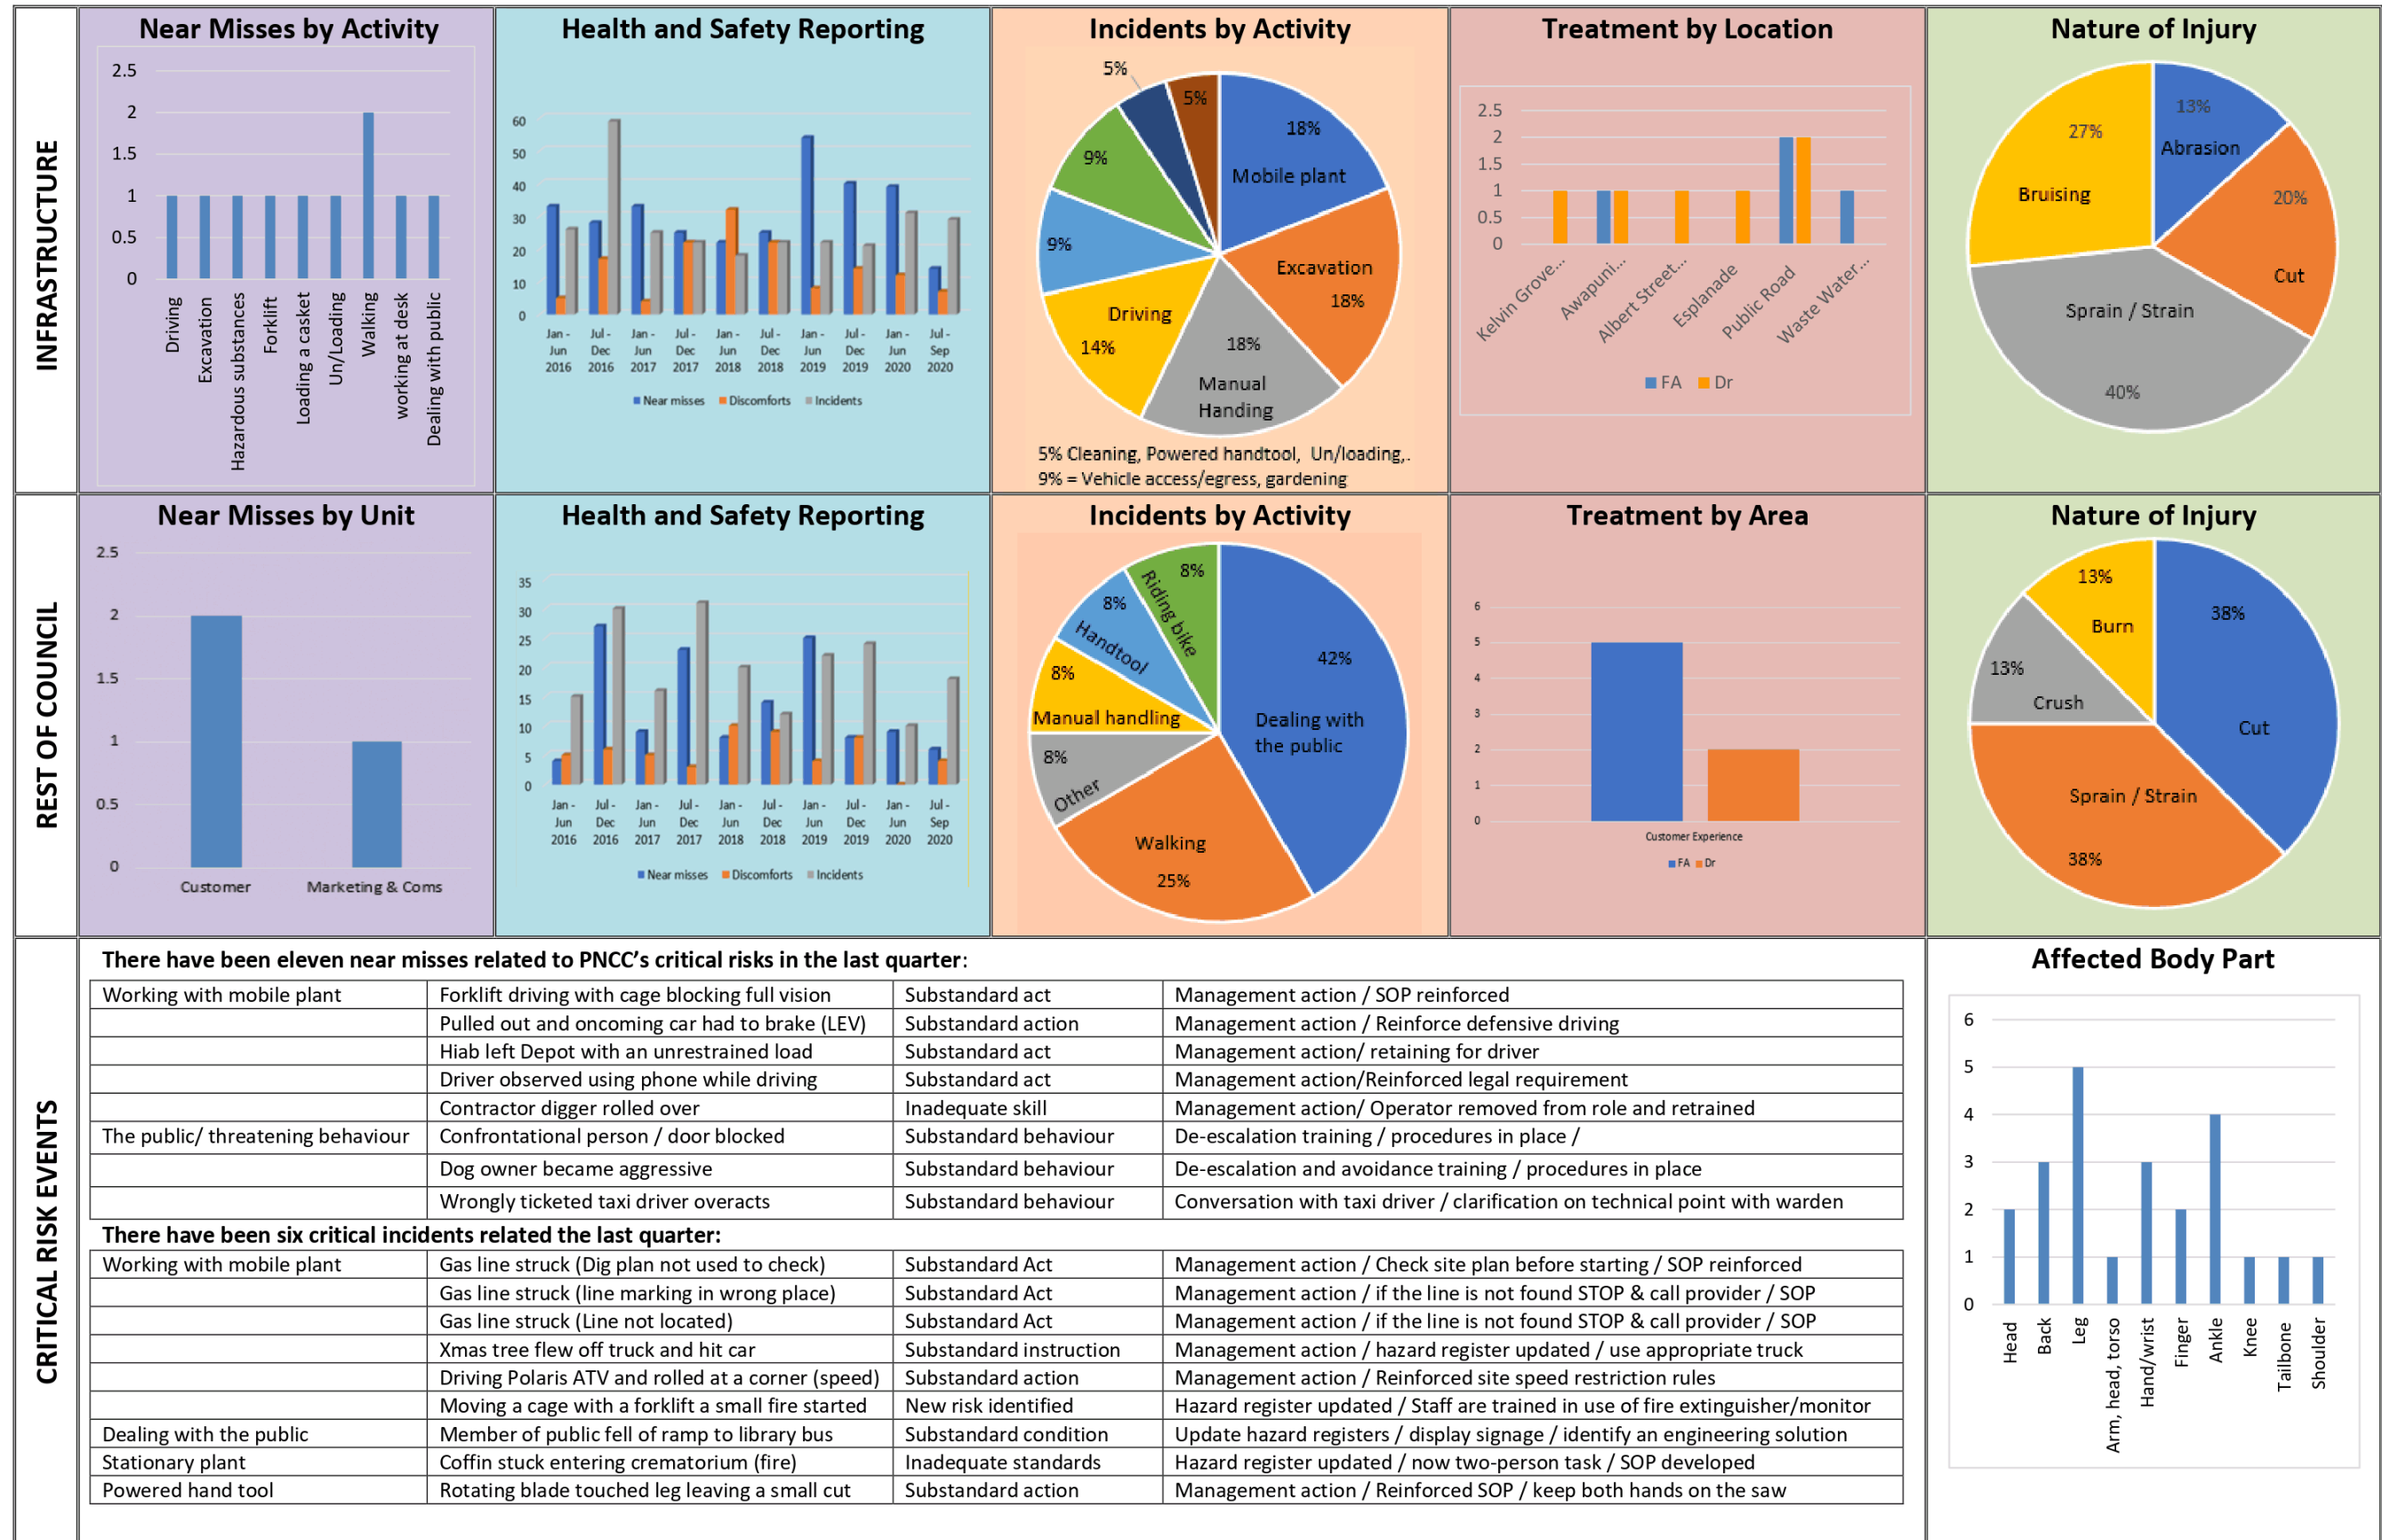 INFRASTRUCTURE
Near Misses by Activity
2.5
2
1.5
1
0.5
0
Driving
Excavation
Hazardous substances
Forklift
Loading a casket
Un/Loading
Walking
working at desk
Dealing with public
Health and Safety Reporting
60
50
40
30
20
10
0
Jan - Jun 2016
Jul - Dec 2016
Jan - Jun 2017
Jul - Dec 2017
Jan - Jun 2018
Jul - Dec 2018
Jan - Jun 2019
Jul - Dec 2019
Jan - Jun 2020
Jul - Sep 2020
Near misses Discomforts Incidents
Incidents by Activity
5%
5%
18%
Mobile plant
9%
Excavation
18%
9%
Driving
14%
18%
Manual
Handing
5% Cleaning, Powered handtool, Un/loading,.
9% = Vehicle access/egress, gardening
Treatment by Location
2.5
2
1.5
1
0.5
0
Kelvin Grove...
Awapuni...
Albert Street...
Esplanade
Public Road
Waste Water...
FA Dr
Nature of Injury
13%
Abrasion
27%
Bruising
20%
Cut
Sprain / Strain
40%
REST OF COUNCIL
Near Misses by Unit
2.5
2
1.5
1
0.5
0
Customer
Marketing & Coms
Health and Safety Reporting
35
30
25
20
15
10
5
0
Jan - Jun 2016
Jul - Dec 2016
Jan - Jun 2017
Jul - Dec 2017
Jan - Jun 2018
Jul - Dec 2018
Jan - Jun 2019
Jul - Dec 2019
Jan - Jun 2020
Jul - Sep 2020
Near misses Discomforts Incidents
Incidents by Activity
8%
Riding bike
8%
Handtool
42%
Dealing with
the public
8%
Manual handling
8%
Other
Walking
25%
Treatment by Area
6
5
4
3
2
1
0
Customer Experience
FA Dr
Nature of Injury
13%
Burn
38%
Cut
13%
Crush
Sprain / Strain
38%
CRITICAL RISK EVENTS
There have been eleven near misses related to PNCC's critical risks in the last quarter:
Working with mobile plant Forklift driving with cage blocking full vision Substandard act Management action / SOP reinforced
Pulled out and oncoming car had to brake (LEV) Substandard action Management action / Reinforce defensive driving
Hiab left Depot with an unrestrained load Substandard act Management action/ retaining for driver
Driver observed using phone while driving Substandard act Management action/Reinforced legal requirement
Contractor digger rolled over Inadequate skill Management action/ Operator removed from role and retrained
The public/ threatening behaviour Confrontational person / door blocked Substandard behaviour De-escalation training / procedures in place /
Dog owner became aggressive Substandard behaviour De-escalation and avoidance training / procedures in place
Wrongly ticketed taxi driver overacts Substandard behaviour Conversation with taxi driver / clarification on technical point with warden
There have been six critical incidents related the last quarter:
Working with mobile plant Gas line struck (Dig plan not used to check) Substandard Act Management action / Check site plan before starting / SOP reinforced
Gas line struck (line marking in wrong place) Substandard Act Management action / if the line is not found STOP & call provider / SOP
Gas line struck (Line not located) Substandard Act Management action / if the line is not found STOP & call provider / SOP
Xmas tree flew off truck and hit car Substandard instruction Management action / hazard register updated / use appropriate truck
Driving Polaris ATV and rolled at a corner (speed) Substandard action Management action / Reinforced site speed restriction rules
Moving a cage with a forklift a small fire started New risk identified Hazard register updated / Staff are trained in use of fire extinguisher/monitor
Dealing with the public Member of public fell of ramp to library bus Substandard condition Update hazard registers / display signage / identify an engineering solution
Stationary plant Coffin stuck entering crematorium (fire) Inadequate standards Hazard register updated / now two-person task / SOP developed
Powered hand tool Rotating blade touched leg leaving a small cut Substandard action Management action / Reinforced SOP / keep both hands on the saw
Affected Body Part
6
5
4
3
2
1
0
Head
Back
Leg
Arm, head, torso
Hand/wrist
Finger
Ankle
Knee
Tailbone
Shoulder